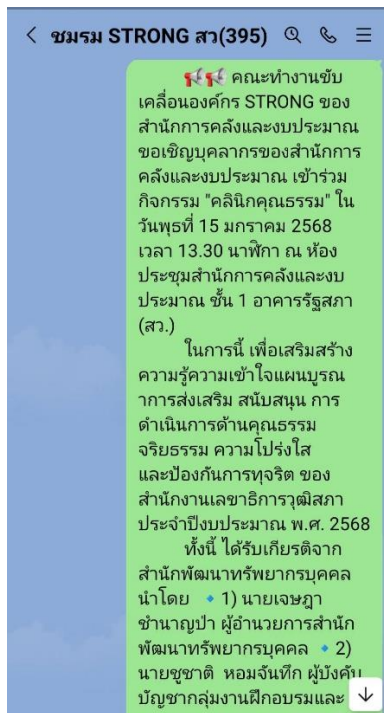 ชมรม STRONG สา(395)
คณะทำงานขับ
เคลื่อนองค์กร STRONG ของ
สำนักการคลังและงบประมาณ
ขอเชิญบุคลากรของสำนักการ
คลังและงบประมาณ เข้าร่วม
กิจกรรม "คลินิกคุณธรรม" ใน
วันพุธที่ 15 มกราคม 2568
เวลา 13.30 นาฬิกา ณ ห้อง
ประชุมสำนักการคลังและงบ
ประมาณ ชั้น 1 อาคารรัฐสภา
(สว.)
ในการนี้ เพื่อเสริมสร้าง
ความรู้ความเข้าใจแผนบูรณ
าการส่งเสริม สนับสนุน การ
ดำเนินการด้านคุณธรรม
จริยธรรม ความโปร่งใส
และป้องกันการทุจริต ของ
สำนักงานเลขาธิการวุฒิสภา
ประจำปีงบประมาณ พ.ศ. 2568
ทั้งนี้ ได้รับเกียรติจาก
สำนักพัฒนาทรัพยากรบุคคล
นำโดย 🔹1) นายเจษฎา
ชำนาญป่า ผู้อำนวยการสำนัก
พัฒนาทรัพยากรบุคคล 🔹2)
นายชูชาติ หอมจันทึก ผู้บังคับ
บัญชากลุ่มงานฝึกอบรมและ